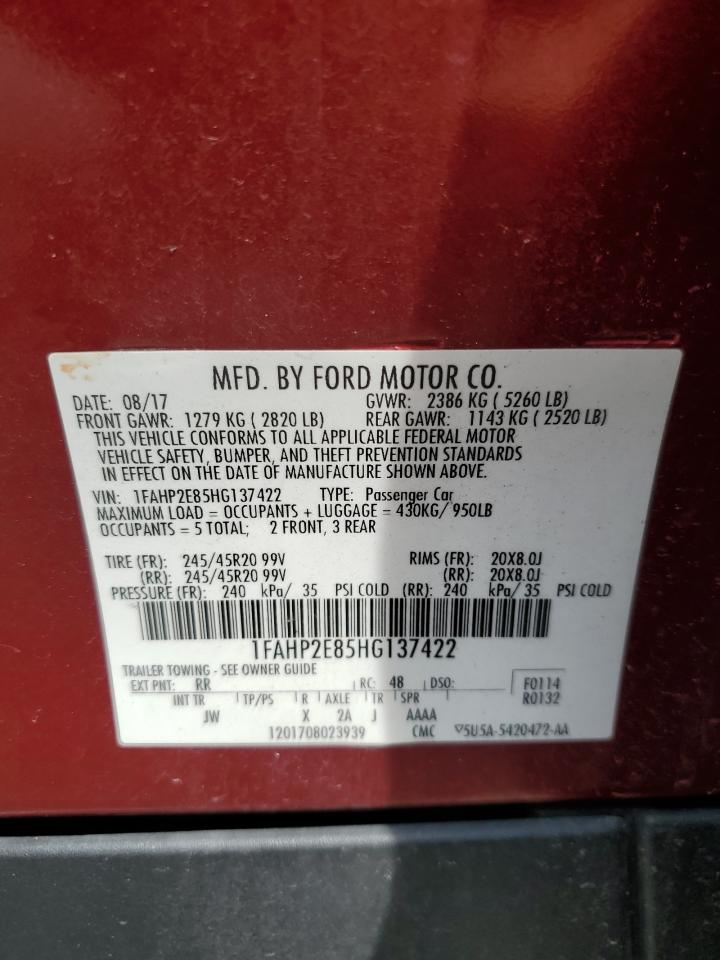 MFD. BY FORD MOTOR CO.
DATE: 08/17 GVWR: 2386 KG ( 5260 LB)
FRONT GAWR: 1279 KG ( 2820 LB) REAR GAWR: 1143 KG ( 2520 LB)
THIS VEHICLE CONFORMS TO ALL APPLICABLE FEDERAL MOTOR
VEHICLE SAFETY, BUMPER, AND THEFT PREVENTION STANDARDS
IN EFFECT ON THE DATE OF MANUFACTURE SHOWN ABOVE.
VIN: 1FAHP2E85HG137422 TYPE: Passenger Car
MAXIMUM LOAD = OCCUPANTS + LUGGAGE = 430KG/ 950LB
OCCUPANTS = 5 TOTAL; 2 FRONT, 3 REAR
TIRE (FR): 245/45R20 99V RIMS (FR): 20X8.0J
(RR): 245/45R20 99V (RR): 20X8.0J
PRESSURE (FR): 240 kPa/ 35 PSI COLD (RR): 240 kPa/ 35 PSI COLD
1FAHP2E85HG137422
TRAILER TOWING - SEE OWNER GUIDE
EXT PNT: RR RC: 48 DSO: F0114
INT TR TP/PS R AXLE TR SPR R0132
JW X 2A J AAAA
1201708023939 CMC ▽5U5A-5420472-AA